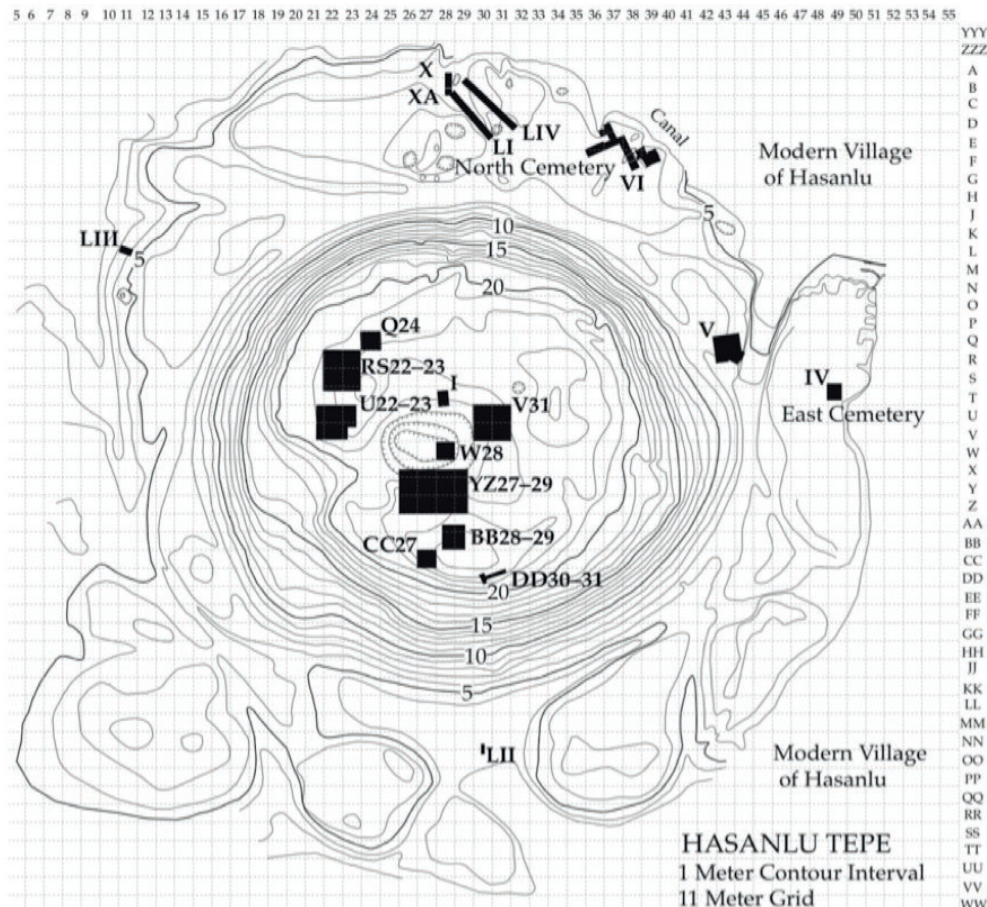 5 6 7 8 9 10 11 12 13 14 15 16 17 18 19 20 21 22 23 24 25 26 27 28 29 30 31 32 33 34 35 36 37 38 39 40 41 42 43 44 45 46 47 48 49 50 51 52 53 54 55
YYY
ZZZ
A
B
C
D
E
F
G
H
J
K
L
M
N
O
P
Q
R
S
T
U
V
W
X
Y
Z
AA
BB
CC
DD
EE
FF
GG
HH
JJ
KK
LL
MM
NN
OO
PP
QQ
RR
SS
TT
UU
VV
WW
X
XA
LIV
LI
North Cemetery
VI
Canal
Modern Village
of Hasanlu
5
10
15
20
LIII
5
Q24
RS22–23
I
U22–23
V31
W28
YZ27–29
BB28–29
CC27
DD30–31
V
IV
East Cemetery
20
15
10
5
LII
Modern Village
of Hasanlu
HASANLU TEPE
1 Meter Contour Interval
11 Meter Grid